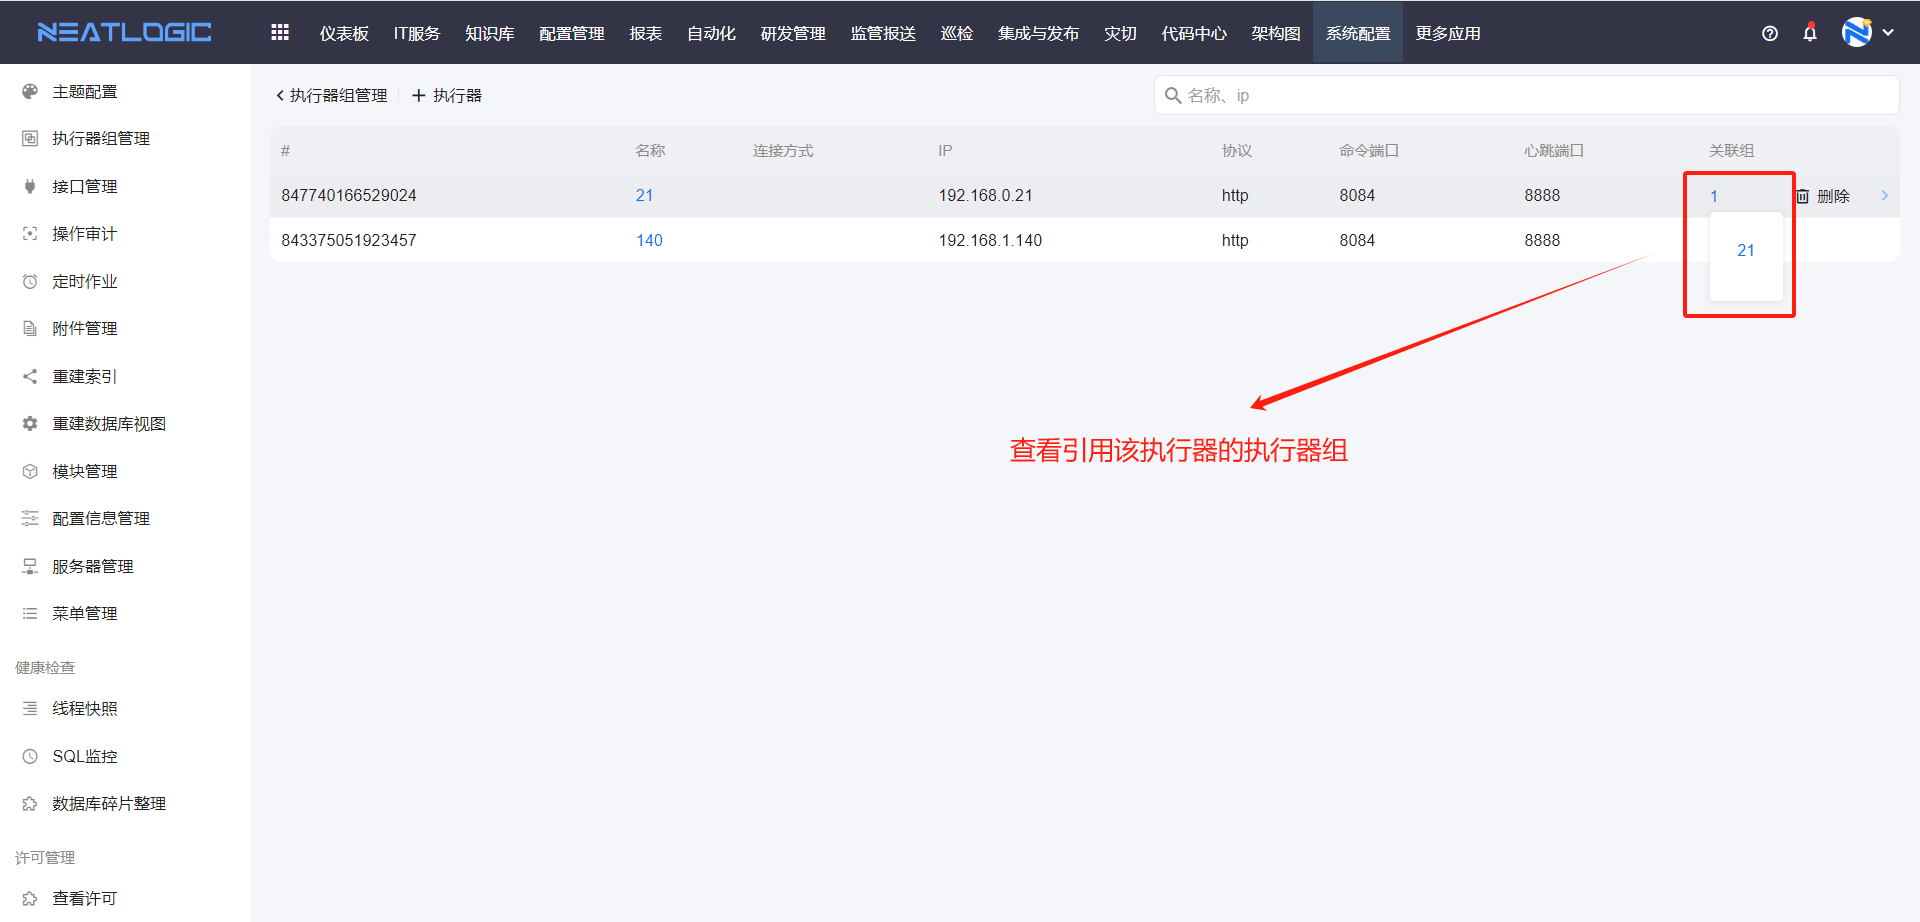 NEATLOGIC
仪表板 IT服务 知识库 配置管理 报表 自动化 研发管理 监管报送 巡检 集成与发布 灾切 代码中心 架构图 系统配置 更多应用
主题配置
执行器组管理
接口管理
操作审计
定时作业
附件管理
重建索引
重建数据库视图
模块管理
配置信息管理
服务器管理
菜单管理
健康检查
线程快照
SQL监控
数据库碎片整理
许可管理
查看许可
执行器组管理 执行器 名称、ip
# 名称 连接方式 IP 协议 命令端口 心跳端口 关联组
847740166529024 21 192.168.0.21 http 8084 8888 1 删除
843375051923457 140 192.168.1.140 http 8084 8888
21
查看引用该执行器的执行器组